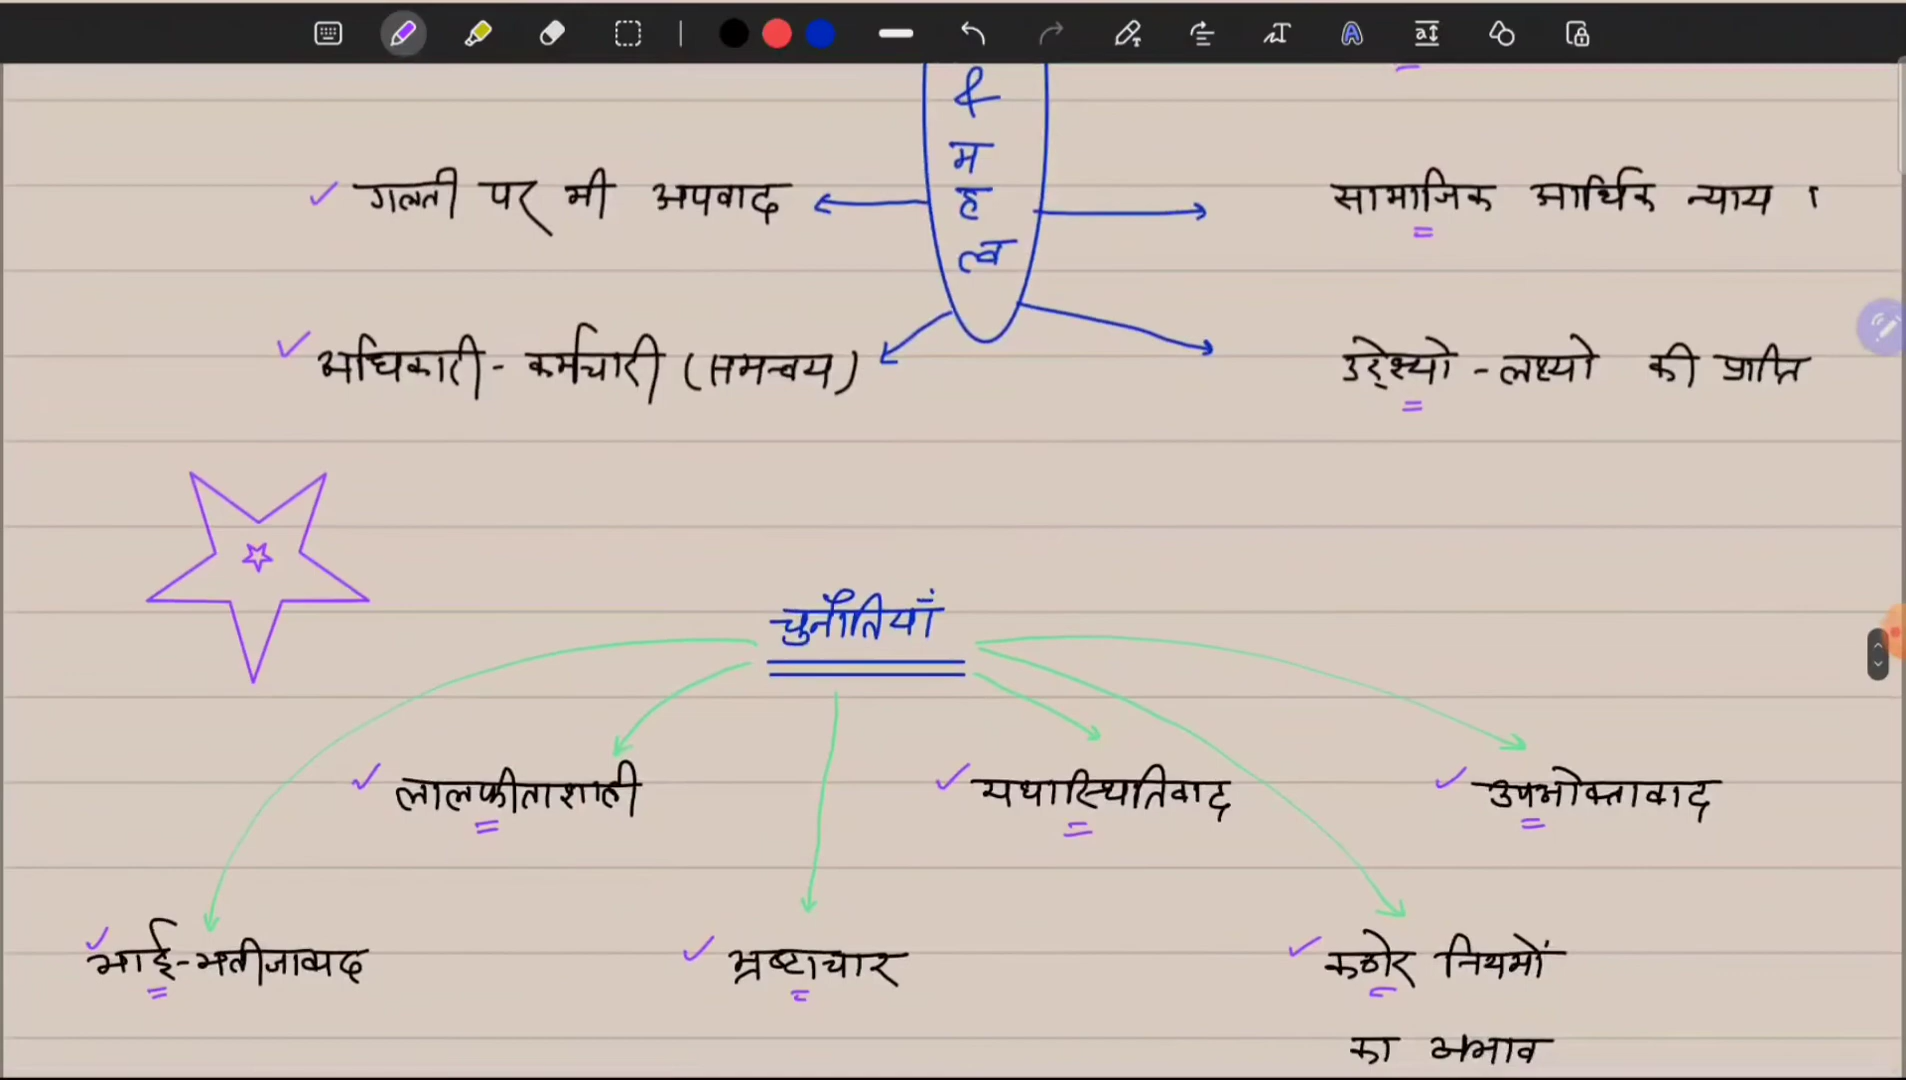 &
म
ह
त्व
गलती पर भी अपवाद
सामाजिक आर्थिक न्याय ।
अधिकारी - कर्मचारी (समन्वय)
उद्देश्यो - लक्ष्यो की प्राप्ति
चुनौतियाँ
लालफीताशाही
यथास्थितिवाद
उपभोक्तावाद
भाई-भतीजावाद
भ्रष्टाचार
कठोर नियमों
का अभाव